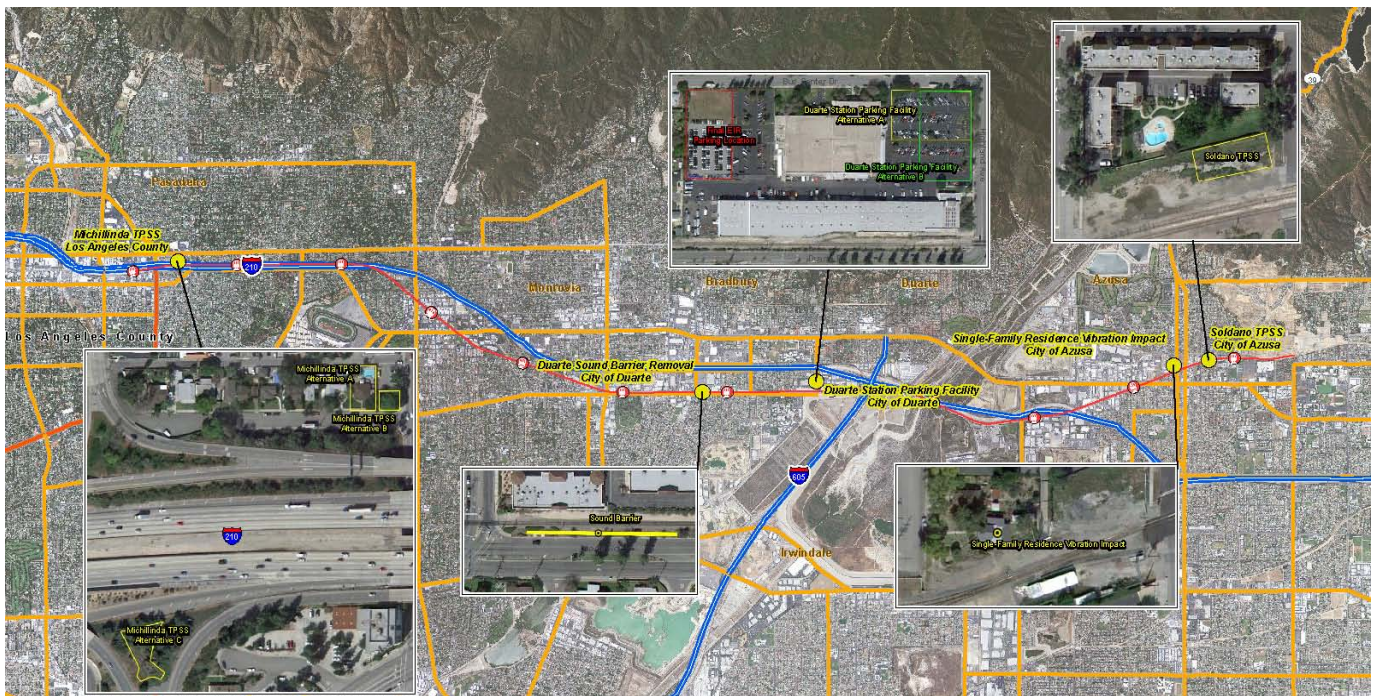 39
Bus Center Dr
Duarte Station Parking Facility
Alternative A
Final EIR
Parking Location
Duarte Station Parking Facility
Alternative B
Soldano TPSS
Pasadena
Michillinda TPSS
Los Angeles County
210
Monrovia
Bradbury
Duarte
Azusa
Los Angeles County
Single-Family Residence Vibration Impact
City of Azusa
Soldano TPSS
City of Azusa
Duarte Sound Barrier Removal
City of Duarte
Duarte Station Parking Facility
City of Duarte
Michillinda TPSS
Alternative A
Michillinda TPSS
Alternative B
605
210
Sound Barrier
Single-Family Residence Vibration Impact
Irwindale
Michillinda TPSS
Alternative C